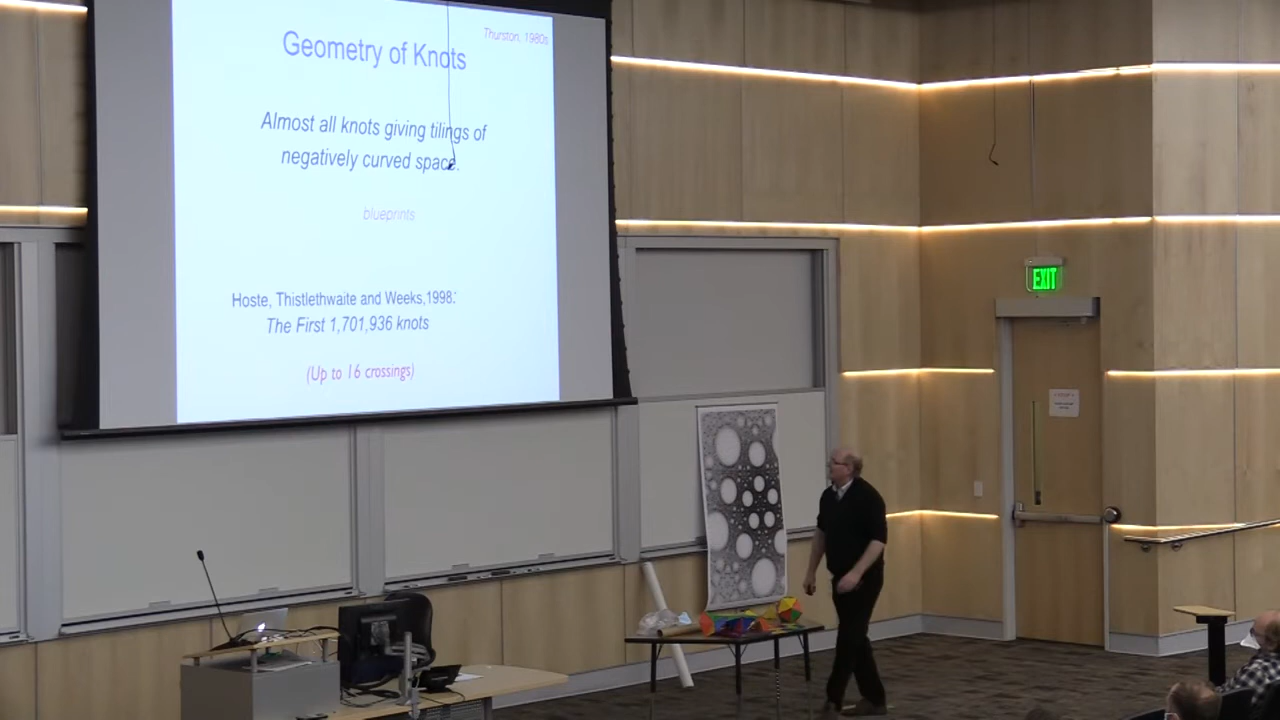 Thurston, 1980s
Geometry of Knots
Almost all knots giving tilings of
negatively curved space.
blueprints
Hoste, Thistlethwaite and Weeks,1998:
The First 1,701,936 knots
(Up to 16 crossings)
EXIT